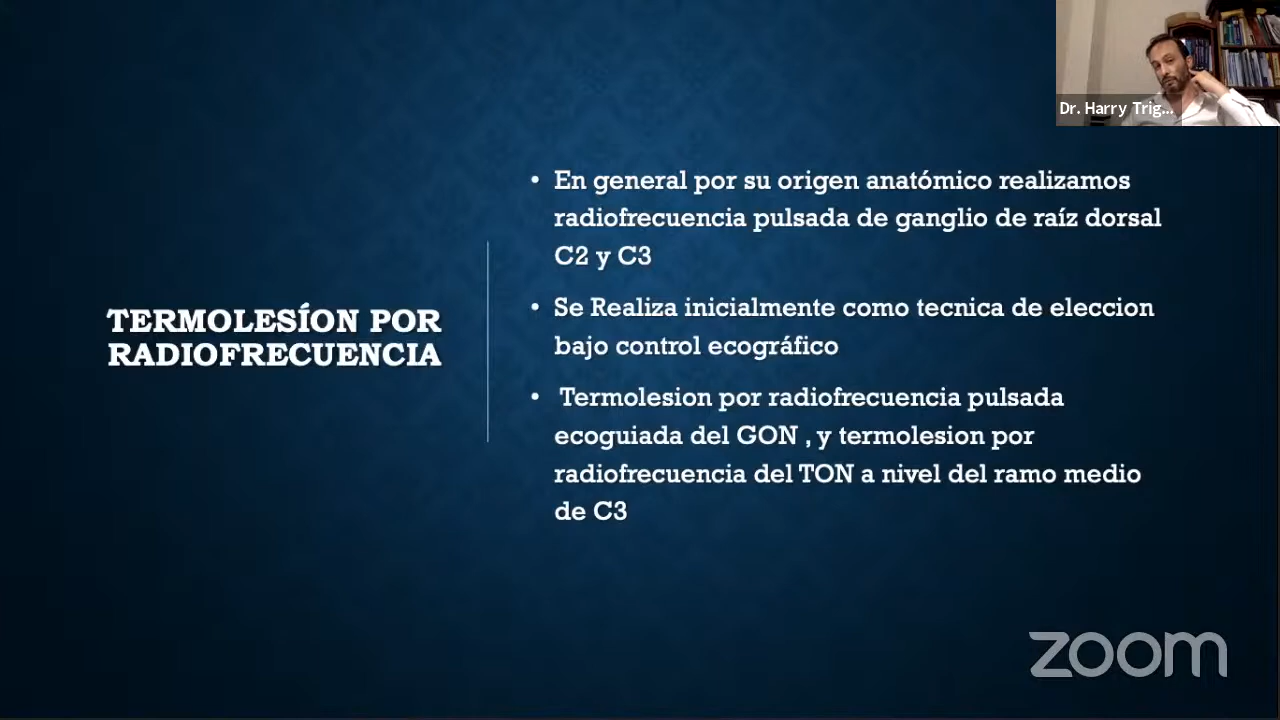 Dr. Harry Trig...
TERMOLESÍON POR
RADIOFRECUENCIA
• En general por su origen anatómico realizamos
radiofrecuencia pulsada de ganglio de raíz dorsal
C2 y C3
• Se Realiza inicialmente como tecnica de eleccion
bajo control ecográfico
• Termolesion por radiofrecuencia pulsada
ecoguiada del GON , y termolesion por
radiofrecuencia del TON a nivel del ramo medio
de C3
zoom